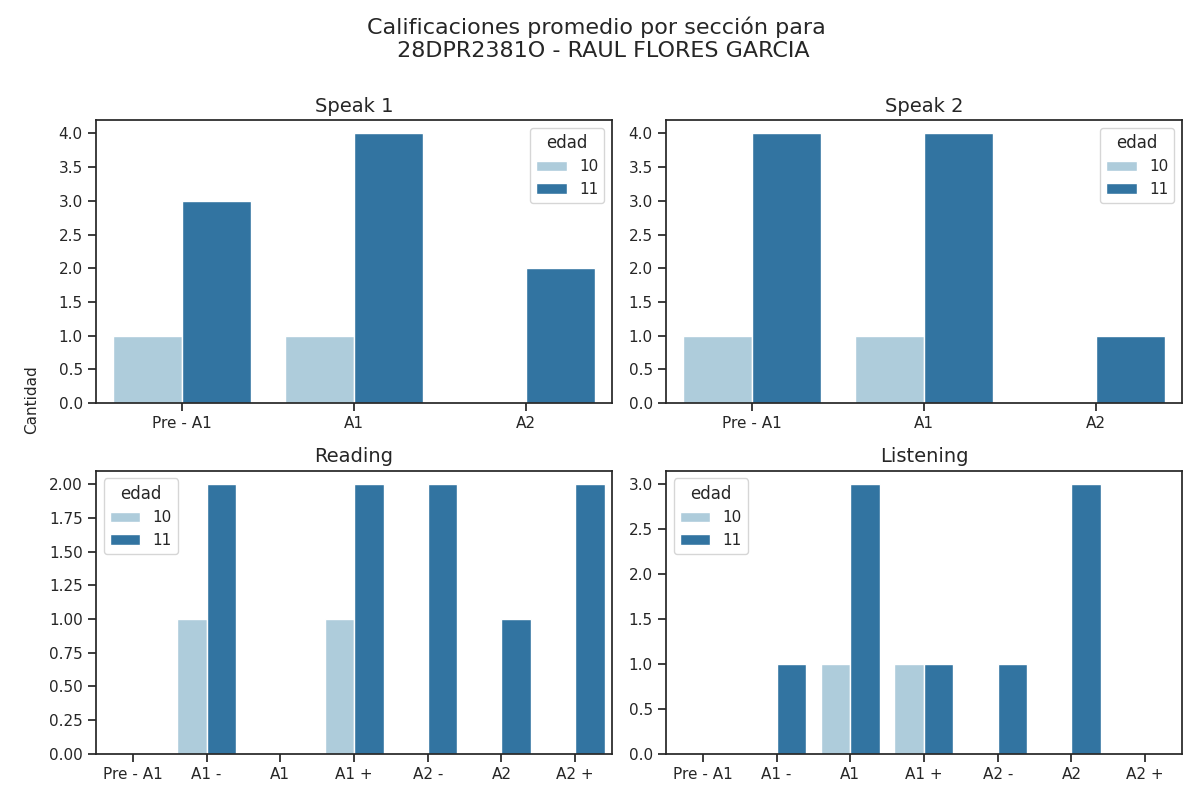 Calificaciones promedio por sección para
28DPR2381O - RAUL FLORES GARCIA
Speak 1
4.0
3.5
3.0
2.5
2.0
1.5
1.0
0.5
0.0
edad
10
11
Pre - A1 A1 A2
Speak 2
4.0
3.5
3.0
2.5
2.0
1.5
1.0
0.5
0.0
edad
10
11
Pre - A1 A1 A2
Cantidad
Reading
2.00
1.75
1.50
1.25
1.00
0.75
0.50
0.25
0.00
edad
10
11
Pre - A1 A1 - A1 A1 + A2 - A2 A2 +
Listening
3.0
2.5
2.0
1.5
1.0
0.5
0.0
edad
10
11
Pre - A1 A1 - A1 A1 + A2 - A2 A2 +